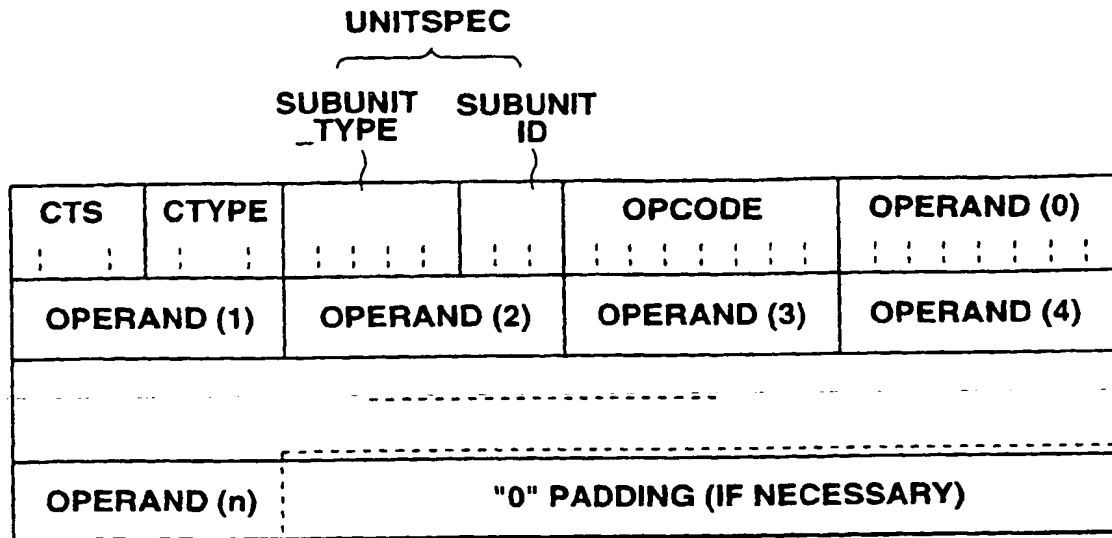 UNITSPEC
SUBUNIT SUBUNIT
_TYPE ID
CTS CTYPE OPCODE OPERAND (0)
OPERAND (1) OPERAND (2) OPERAND (3) OPERAND (4)
OPERAND (n) "0" PADDING (IF NECESSARY)